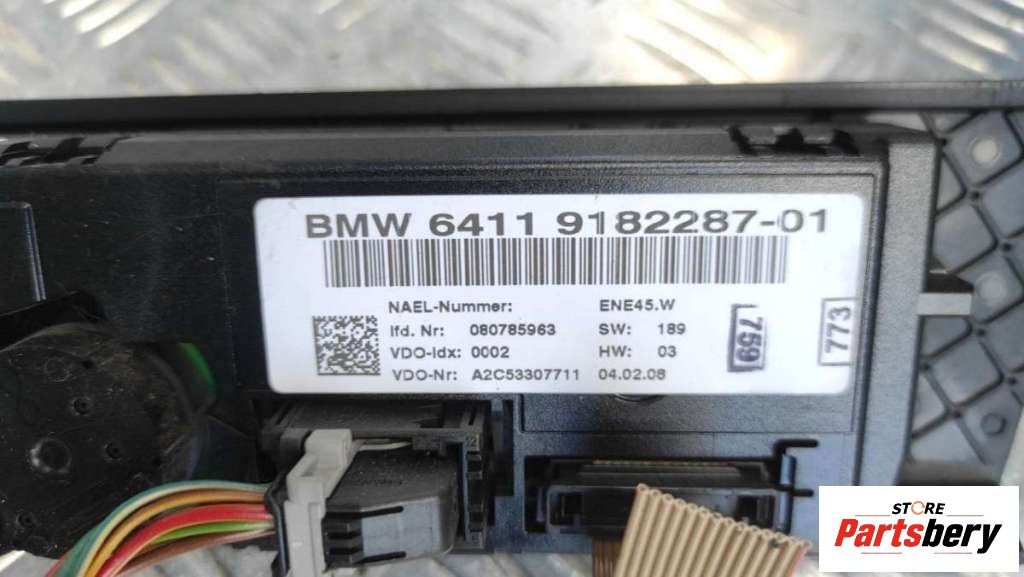 BMW 6411 9182287-01
NAEL-Nummer: ENE45.W
lfd. Nr: 080785963 SW: 189
VDO-Idx: 0002 HW: 03
VDO-Nr: A2C53307711 04.02.08
759
773
STORE
Partsbery